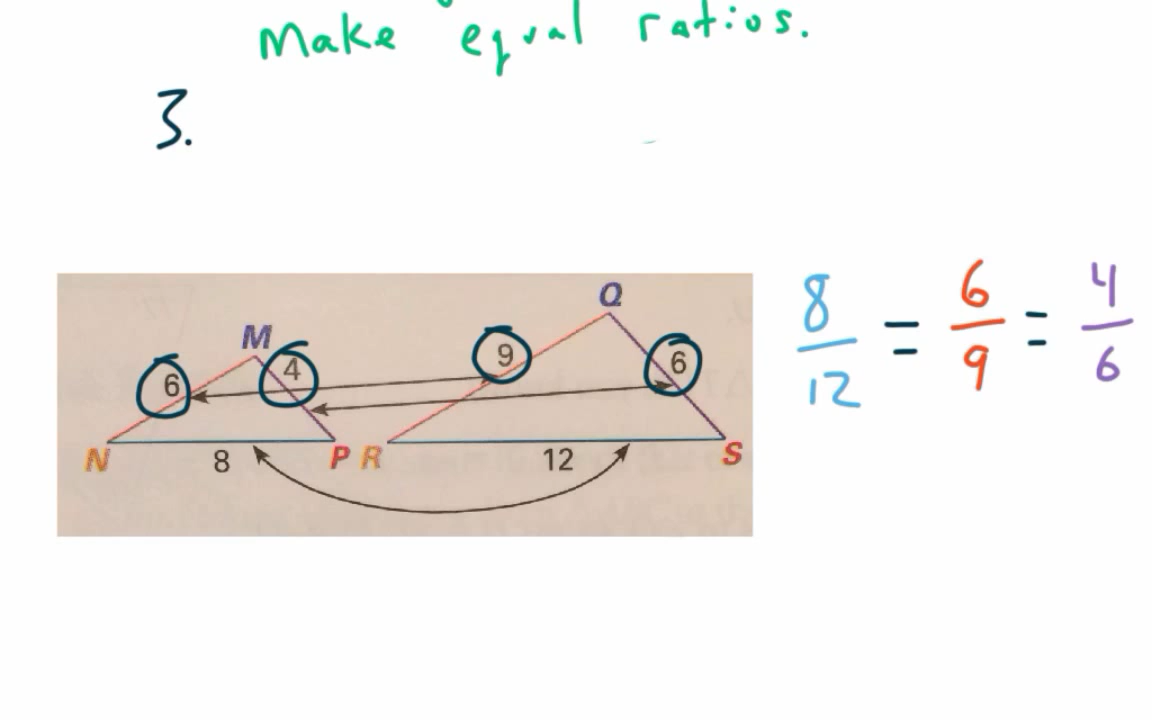 Make equal ratios.
3.
Q
M
6 4 9 6
N 8 P R 12 S
8/12 = 6/9 = 4/6